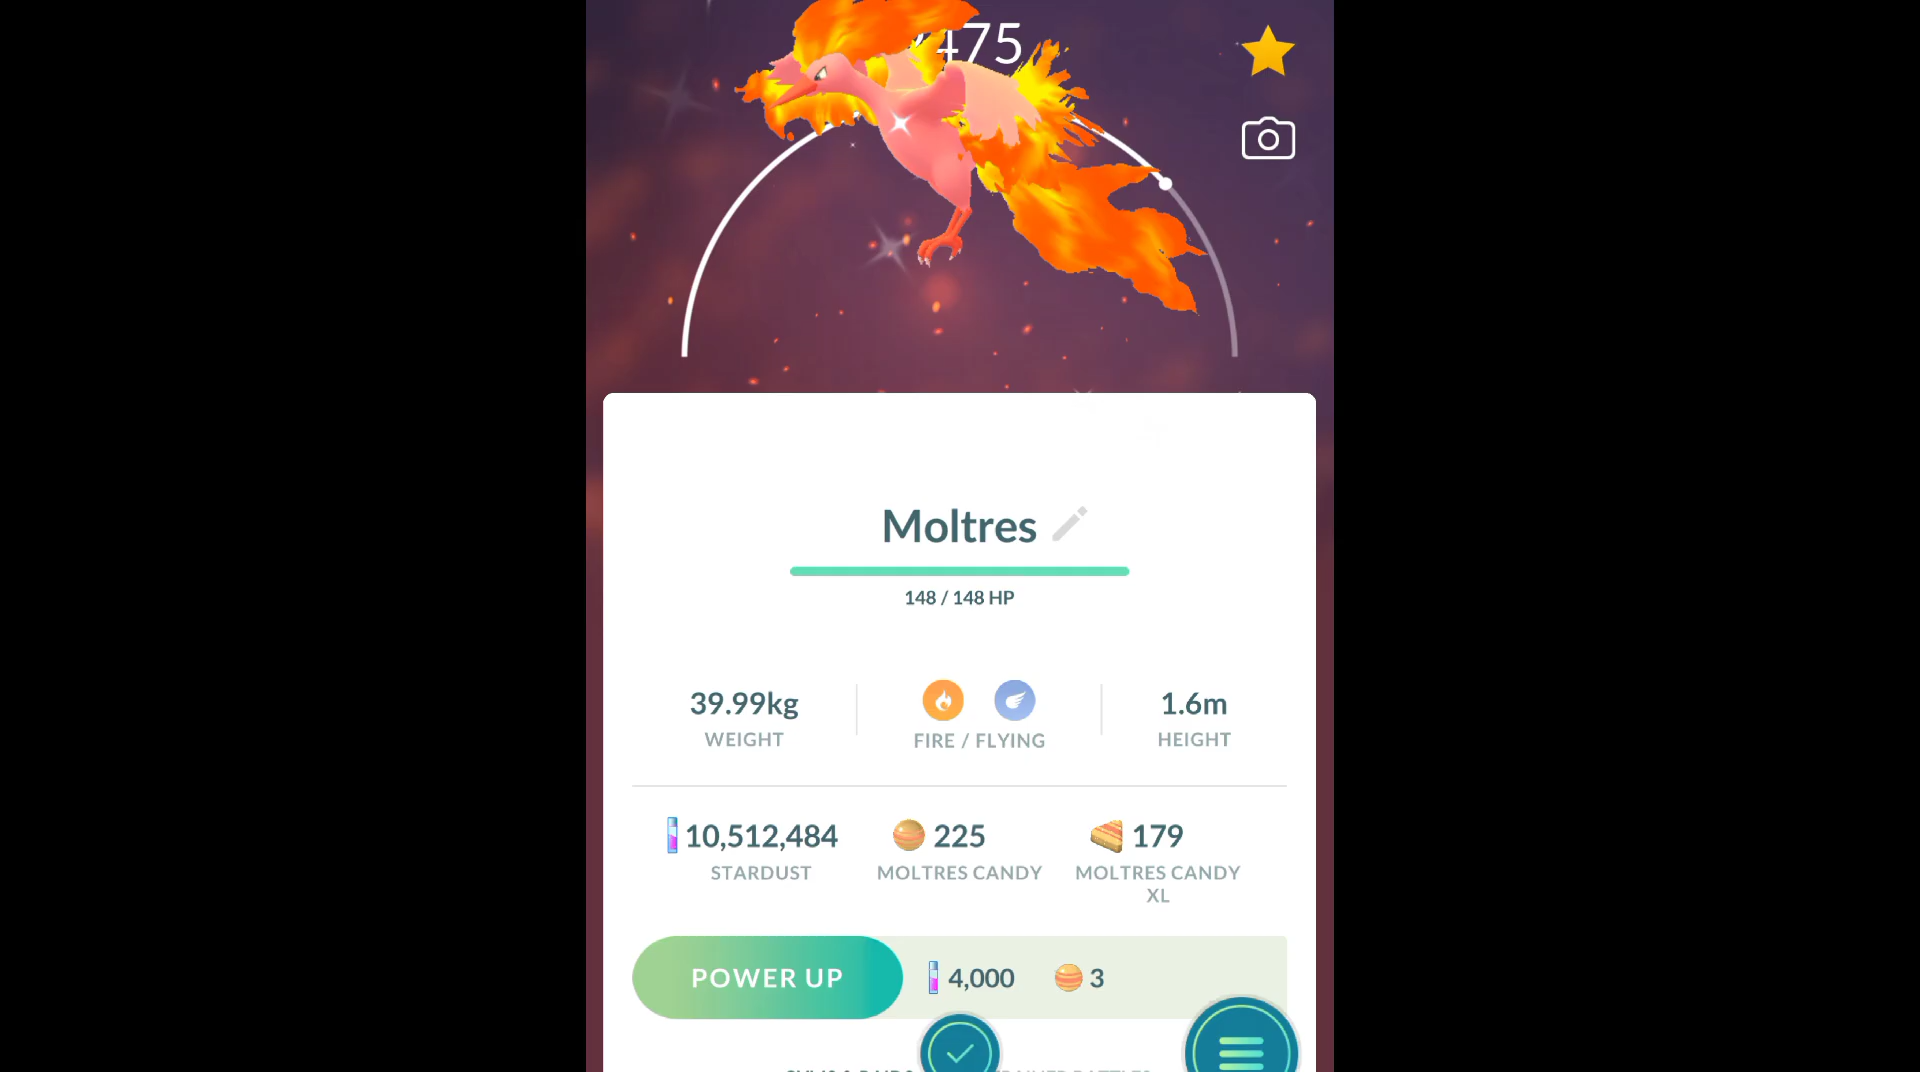 475
Moltres
148 / 148 HP
39.99kg
WEIGHT
FIRE / FLYING
1.6m
HEIGHT
10,512,484
STARDUST
225
MOLTRES CANDY
179
MOLTRES CANDY
XL
POWER UP
4,000
3